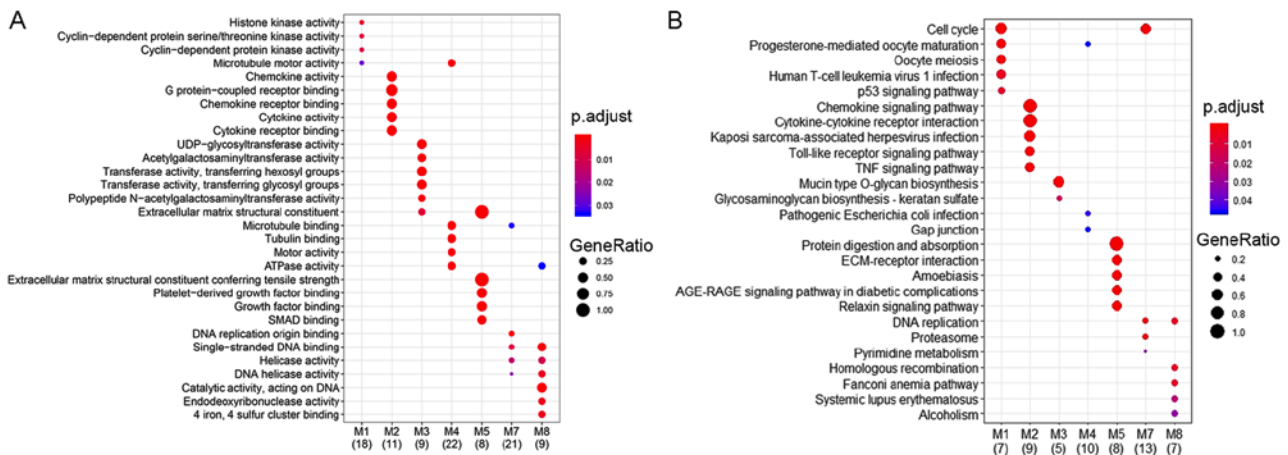 A
Histone kinase activity
Cyclin−dependent protein serine/threonine kinase activity
Cyclin−dependent protein kinase activity
Microtubule motor activity
Chemokine activity
G protein−coupled receptor binding
Chemokine receptor binding
Cytokine activity
Cytokine receptor binding
UDP−glycosyltransferase activity
Acetylgalactosaminyltransferase activity
Transferase activity, transferring hexosyl groups
Transferase activity, transferring glycosyl groups
Polypeptide N−acetylgalactosaminyltransferase activity
Extracellular matrix structural constituent
Microtubule binding
Tubulin binding
Motor activity
ATPase activity
Extracellular matrix structural constituent conferring tensile strength
Platelet−derived growth factor binding
Growth factor binding
SMAD binding
DNA replication origin binding
Single−stranded DNA binding
Helicase activity
DNA helicase activity
Catalytic activity, acting on DNA
Endodeoxyribonuclease activity
4 iron, 4 sulfur cluster binding
M1 M2 M3 M4 M5 M7 M8
(18) (11) (9) (22) (8) (21) (9)
p.adjust
0.01
0.02
0.03
GeneRatio
0.25
0.50
0.75
1.00
B
Cell cycle
Progesterone-mediated oocyte maturation
Oocyte meiosis
Human T-cell leukemia virus 1 infection
p53 signaling pathway
Chemokine signaling pathway
Cytokine-cytokine receptor interaction
Kaposi sarcoma-associated herpesvirus infection
Toll-like receptor signaling pathway
TNF signaling pathway
Mucin type O-glycan biosynthesis
Glycosaminoglycan biosynthesis - keratan sulfate
Pathogenic Escherichia coli infection
Gap junction
Protein digestion and absorption
ECM-receptor interaction
Amoebiasis
AGE-RAGE signaling pathway in diabetic complications
Relaxin signaling pathway
DNA replication
Proteasome
Pyrimidine metabolism
Homologous recombination
Fanconi anemia pathway
Systemic lupus erythematosus
Alcoholism
M1 M2 M3 M4 M5 M7 M8
(7) (9) (5) (10) (8) (13) (7)
p.adjust
0.01
0.02
0.03
0.04
GeneRatio
0.2
0.4
0.6
0.8
1.0